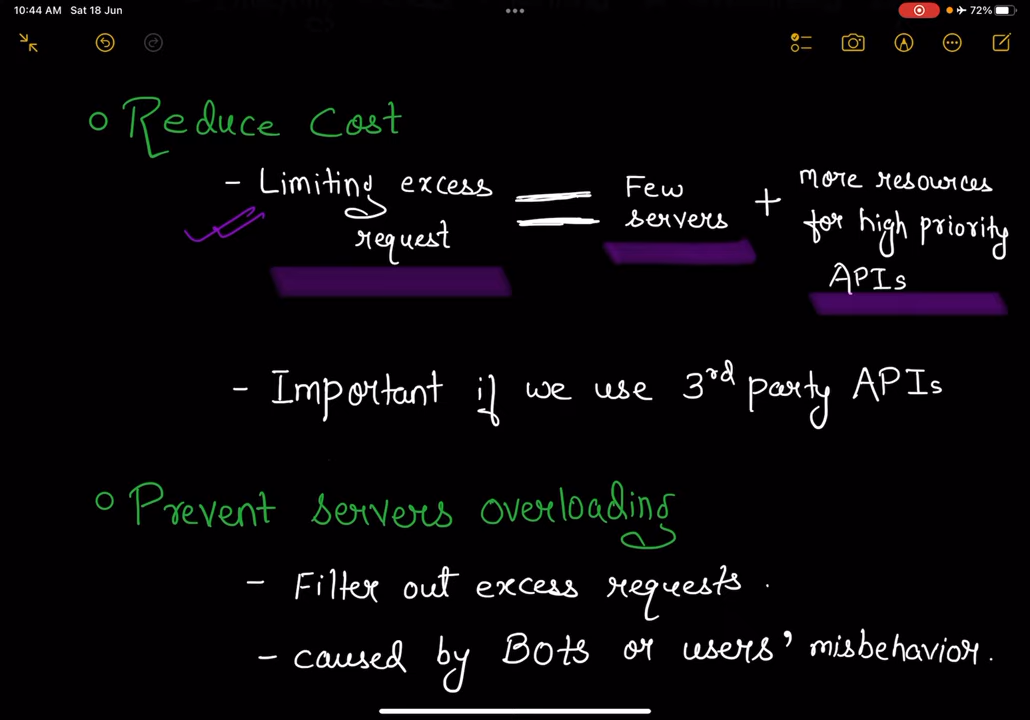 10:44 AM Sat 18 Jun
72%
Reduce Cost
- Limiting excess request = Few servers + more resources for high priority APIs
- Important if we use 3rd party APIs
Prevent servers overloading
- Filter out excess requests.
- caused by Bots or users' misbehavior.